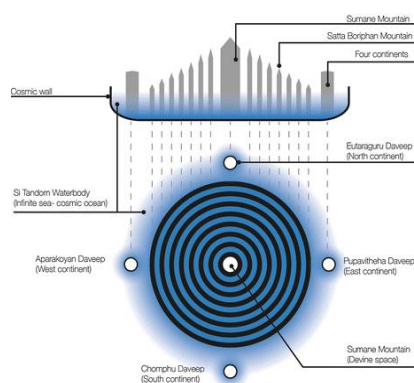 Sumane Mountain
Satta Boriphan Mountain
Four continents
Cosmic wall
Eutaraguru Daveep
(North continent)
Si Tandorn Waterbody
(Infinite sea- cosmic ocean)
Aparakoyan Daveep
(West continent)
Pupavitheha Daveep
(East continent)
Sumane Mountain
(Devine space)
Chomphu Daveep
(South continent)